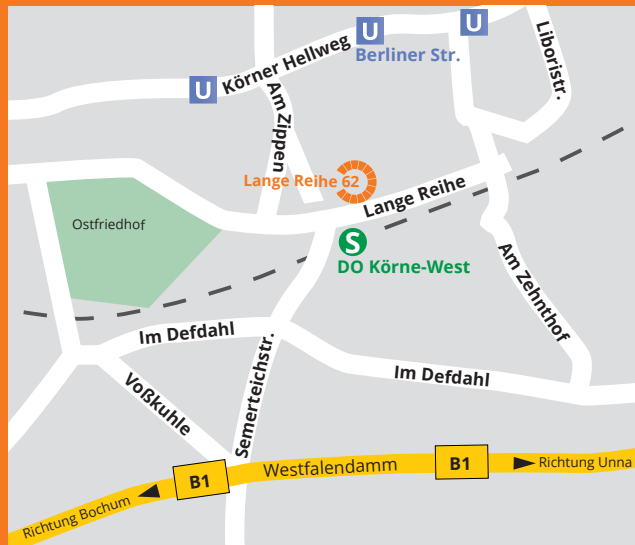 U
U
Körner Hellweg
Berliner Str.
Liboristr.
U
Am Zippen
Lange Reihe 62
Lange Reihe
Ostfriedhof
S
DO Körne-West
Am Zehnthof
Im Defdahl
Semerteichstr.
Im Defdahl
Voßkuhle
B1
Westfalendamm
B1
Richtung Unna
Richtung Bochum